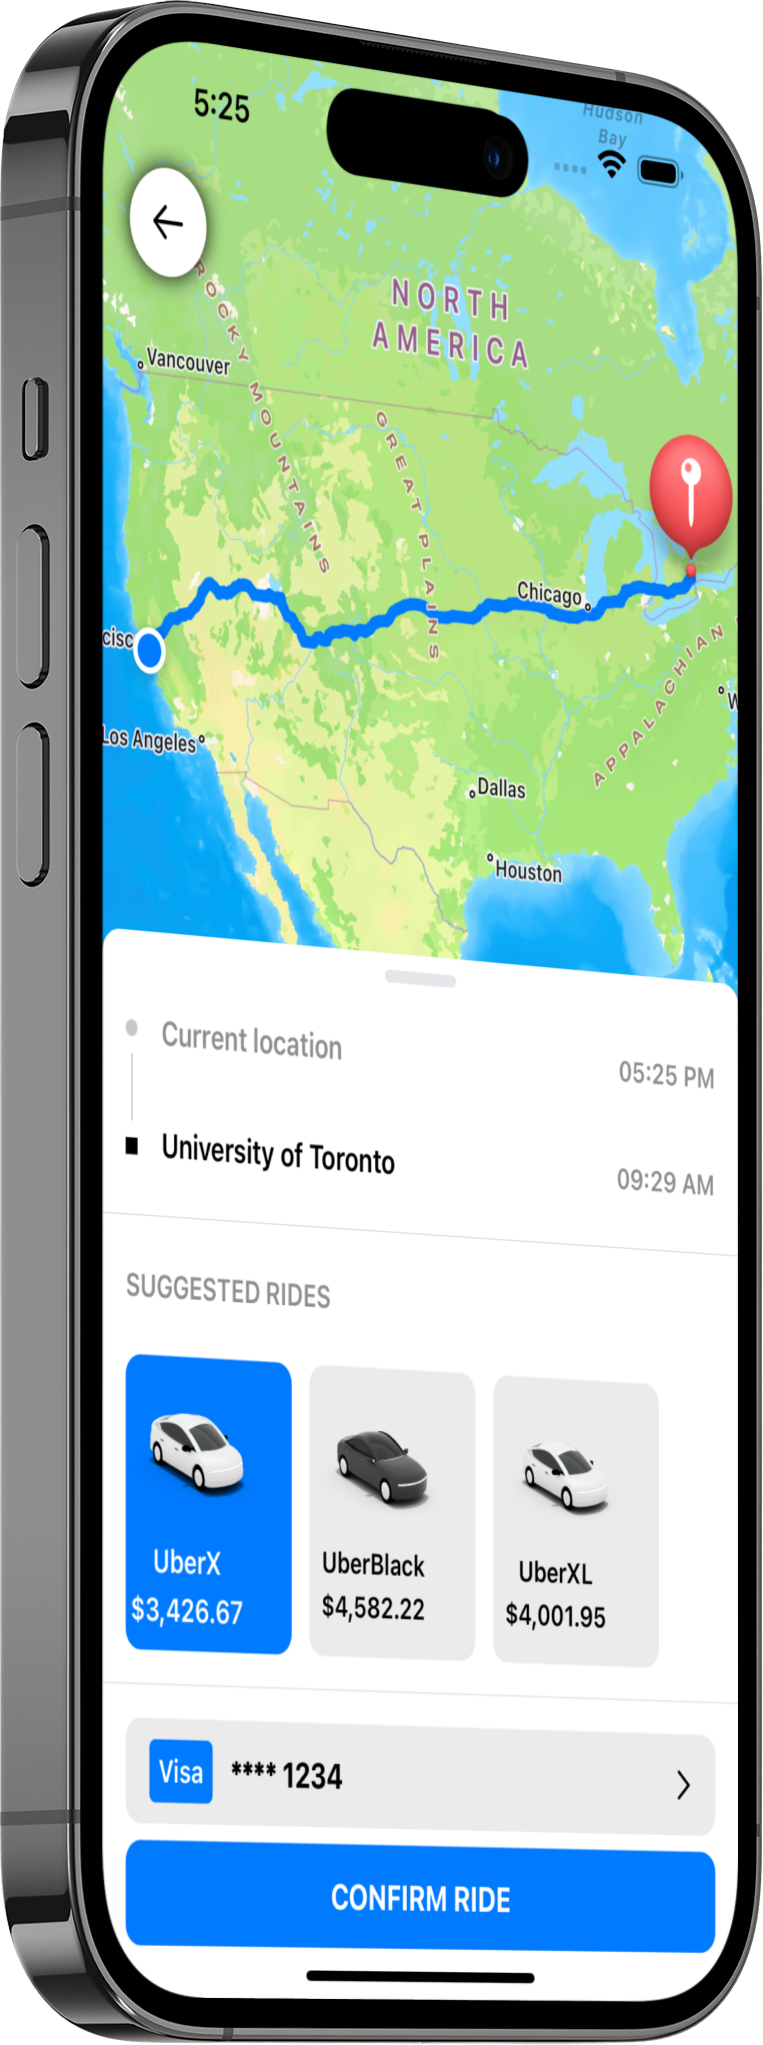 5:25
Hudson
Bay
NORTH
AMERICA
ROCKY MOUNTAINS
Vancouver
GREAT PLAINS
Chicago
cisc
APPALACHIAN
W
Los Angeles
Dallas
Houston
Current location
05:25 PM
University of Toronto
09:29 AM
SUGGESTED RIDES
UberX
$3,426.67
UberBlack
$4,582.22
UberXL
$4,001.95
Visa
**** 1234
CONFIRM RIDE